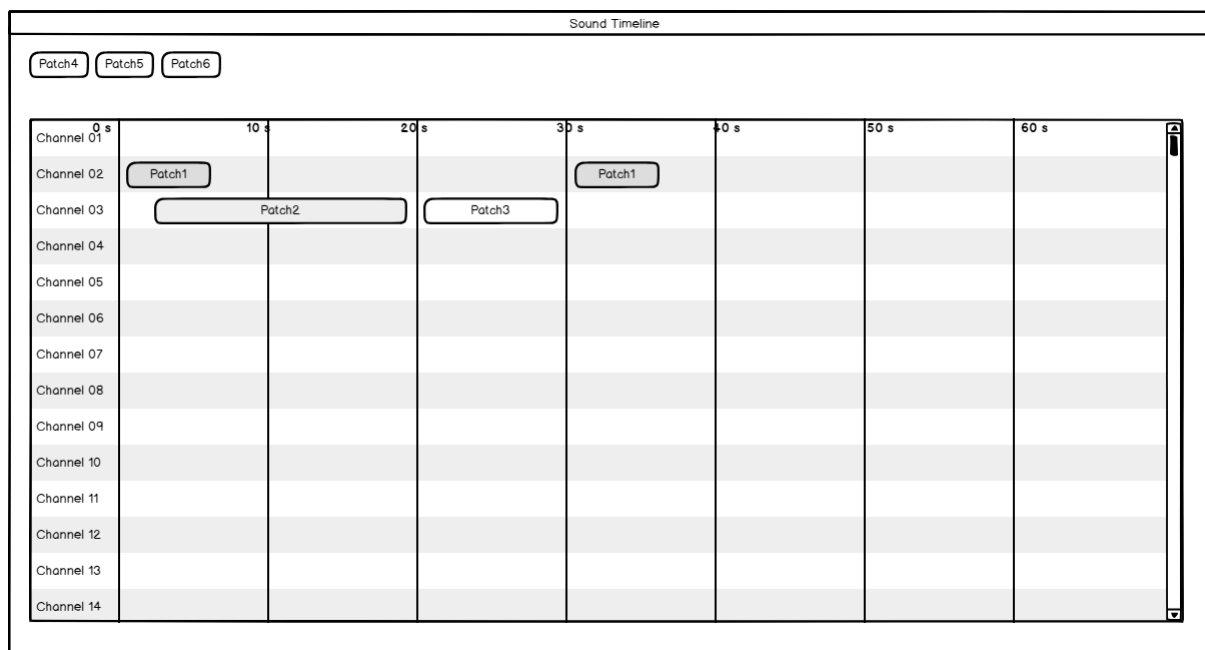 Sound Timeline
Patch4 Patch5 Patch6
0 s 10 s 20 s 30 s 40 s 50 s 60 s
Channel 01
Channel 02 Patch1 Patch1
Channel 03 Patch2 Patch3
Channel 04
Channel 05
Channel 06
Channel 07
Channel 08
Channel 09
Channel 10
Channel 11
Channel 12
Channel 13
Channel 14